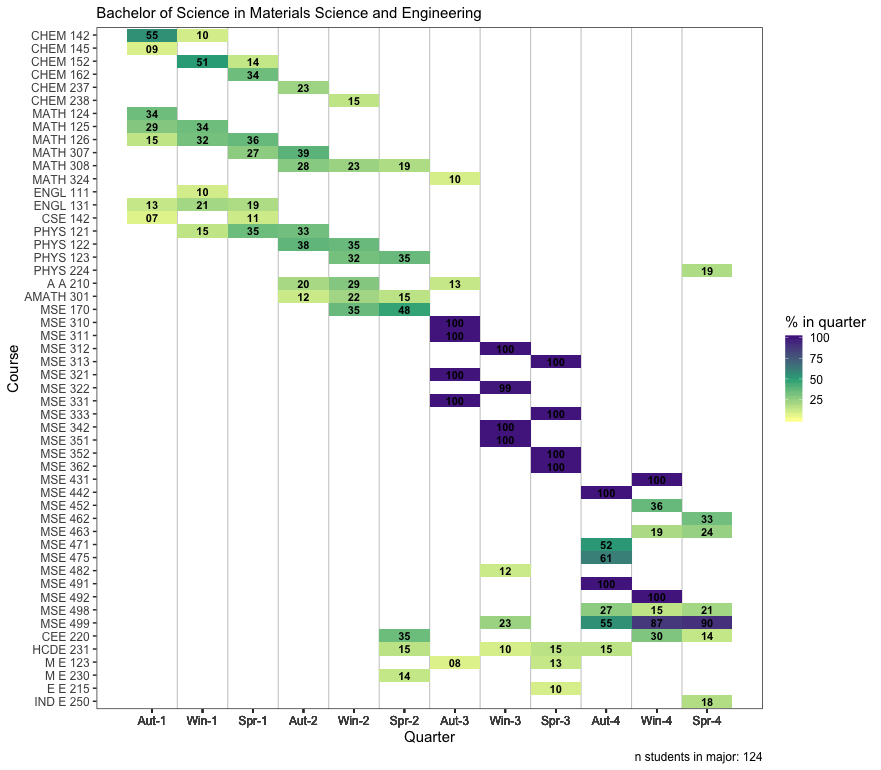 Bachelor of Science in Materials Science and Engineering
CHEM 142 55 10
CHEM 145 09
CHEM 152 51 14
CHEM 162 34
CHEM 237 23
CHEM 238 15
MATH 124 34
MATH 125 29 34
MATH 126 15 32 36
MATH 307 27 39
MATH 308 28 23 19
MATH 324 10
ENGL 111 10
ENGL 131 13 21 19
CSE 142 07 11
PHYS 121 15 35 33
PHYS 122 38 35
PHYS 123 32 35
PHYS 224 19
A A 210 20 29 13
AMATH 301 12 22 15
MSE 170 35 48
MSE 310 100
MSE 311 100
MSE 312 100
MSE 313 100
MSE 321 100
MSE 322 99
MSE 331 100
MSE 333 100
MSE 342 100
MSE 351 100
MSE 352 100
MSE 362 100
MSE 431 100
MSE 442 100
MSE 452 36
MSE 462 33
MSE 463 19 24
MSE 471 52
MSE 475 61
MSE 482 12
MSE 491 100
MSE 492 100
MSE 498 27 15 21
MSE 499 23 55 87 90
CEE 220 35 30 14
HCDE 231 15 10 15 15
M E 123 08 13
M E 230 14
E E 215 10
IND E 250 18
Aut-1 Win-1 Spr-1 Aut-2 Win-2 Spr-2 Aut-3 Win-3 Spr-3 Aut-4 Win-4 Spr-4
Quarter
Course
% in quarter
100
75
50
25
n students in major: 124